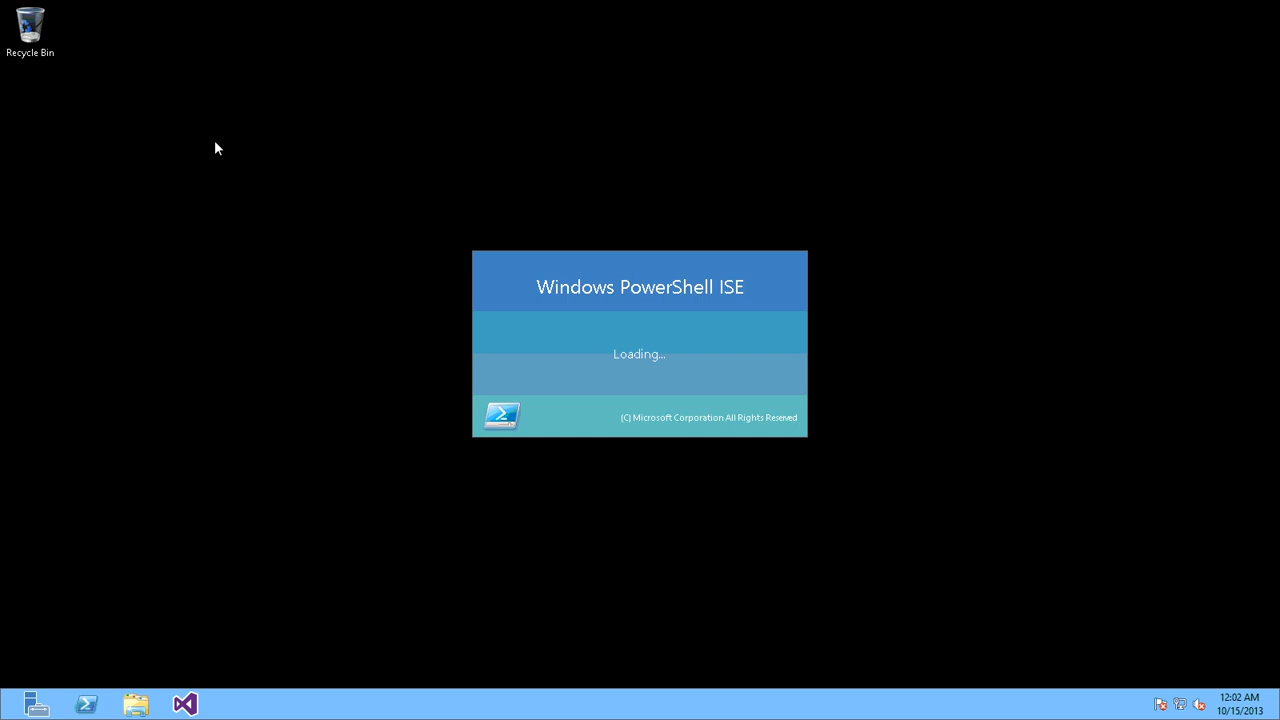 Recycle Bin
Windows PowerShell ISE
Loading...
(C) Microsoft Corporation All Rights Reserved
12:02 AM
10/15/2013